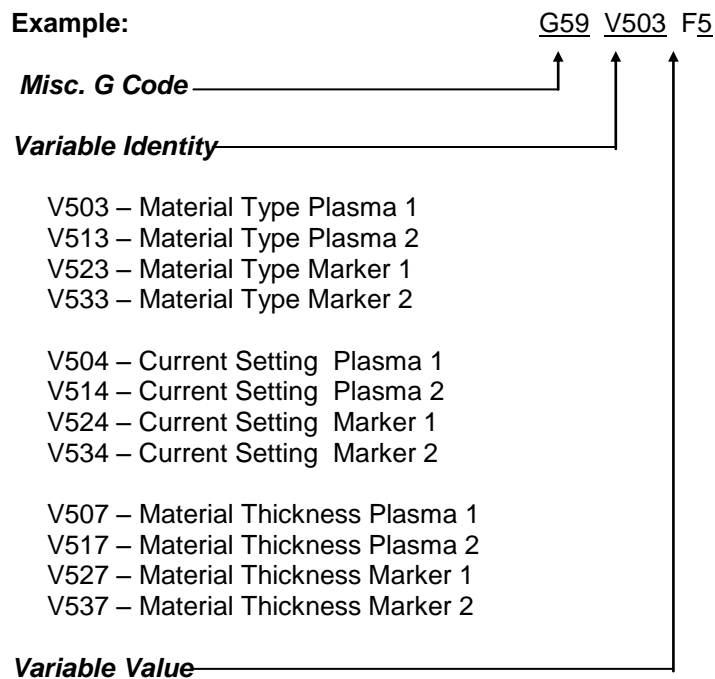 Example: G59 V503 F5
Misc. G Code
Variable Identity
V503 – Material Type Plasma 1
V513 – Material Type Plasma 2
V523 – Material Type Marker 1
V533 – Material Type Marker 2
V504 – Current Setting  Plasma 1
V514 – Current Setting  Plasma 2
V524 – Current Setting  Marker 1
V534 – Current Setting  Marker 2
V507 – Material Thickness Plasma 1
V517 – Material Thickness Plasma 2
V527 – Material Thickness Marker 1
V537 – Material Thickness Marker 2
Variable Value